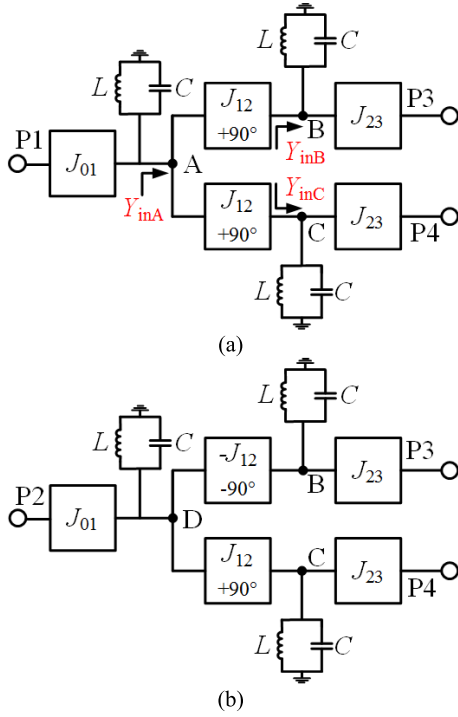 L C L C
J12 +90° B J23 P3
P1 J01 A YinB
YinA J12 +90° YinC C J23 P4
L C
(a)
L C L C
-J12 -90° B J23 P3
P2 J01 D
J12 +90° C J23 P4
L C
(b)